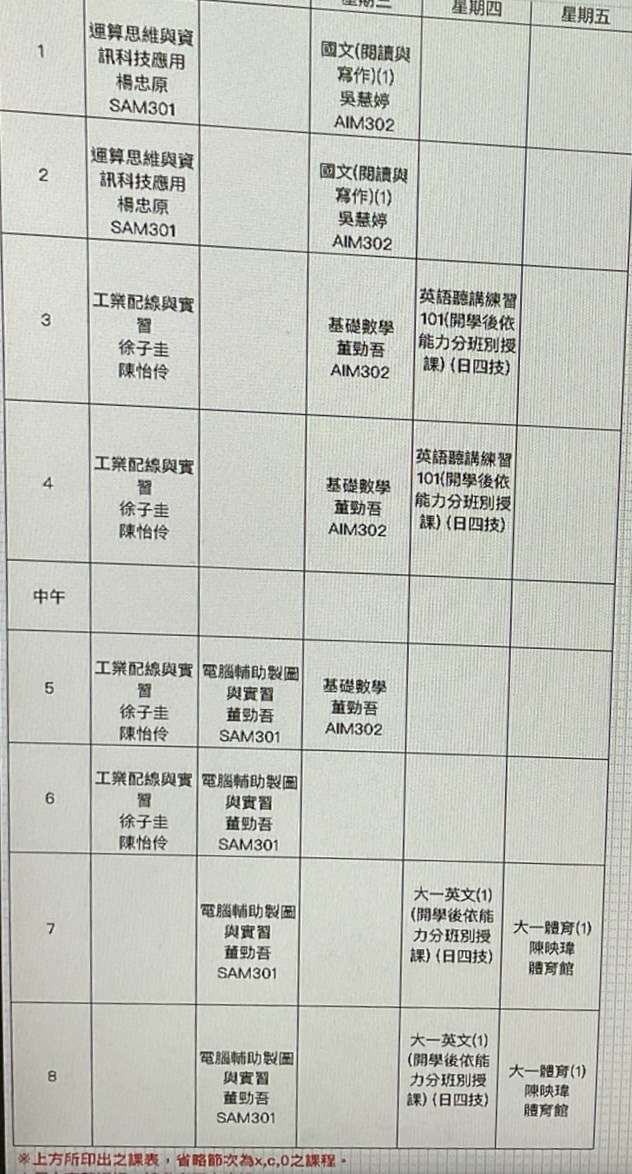 星期三
星期四
星期五
1
運算思維與資
訊科技應用
楊忠原
SAM301
國文(閱讀與
寫作)(1)
吳慧婷
AIM302
2
運算思維與資
訊科技應用
楊忠原
SAM301
國文(閱讀與
寫作)(1)
吳慧婷
AIM302
3
工業配線與實
習
徐子圭
陳怡伶
基礎數學
董勁吾
AIM302
英語聽講練習
101(開學後依
能力分班別授
課) (日四技)
4
工業配線與實
習
徐子圭
陳怡伶
基礎數學
董勁吾
AIM302
英語聽講練習
101(開學後依
能力分班別授
課) (日四技)
中午
5
工業配線與實
習
徐子圭
陳怡伶
電腦輔助製圖
與實習
董勁吾
SAM301
基礎數學
董勁吾
AIM302
6
工業配線與實
習
徐子圭
陳怡伶
電腦輔助製圖
與實習
董勁吾
SAM301
7
電腦輔助製圖
與實習
董勁吾
SAM301
大一英文(1)
(開學後依能
力分班別授
課) (日四技)
大一體育(1)
陳映瑋
體育館
8
電腦輔助製圖
與實習
董勁吾
SAM301
大一英文(1)
(開學後依能
力分班別授
課) (日四技)
大一體育(1)
陳映瑋
體育館
※上方所印出之課表，省略節次為x,c,0之課程。